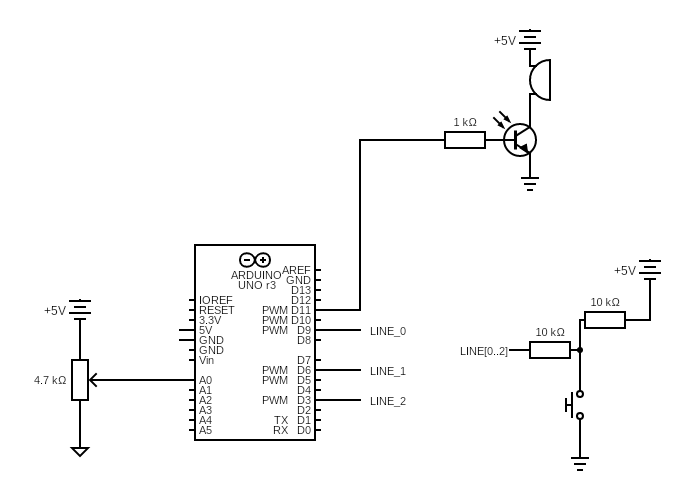 +5V
1 kΩ
ARDUINO
UNO r3
AREF
GND
D13
D12
IOREF
RESET
3.3V
5V
GND
GND
Vin
A0
A1
A2
A3
A4
A5
PWM D11
PWM D10
PWM D9
D8
D7
PWM D6
PWM D5
D4
PWM D3
D2
TX D1
RX D0
LINE_0
LINE_1
LINE_2
+5V
4.7 kΩ
+5V
10 kΩ
10 kΩ
LINE[0..2]